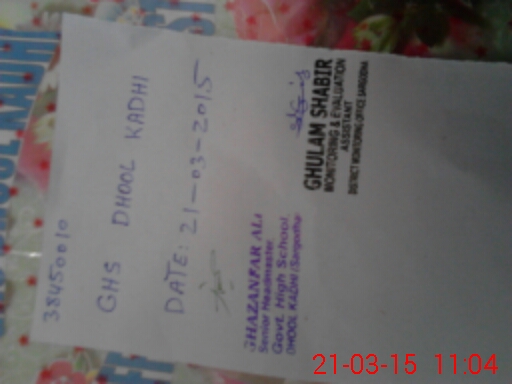 38450010
GHS DHOOL KADHI
DATE: 21-03-2015
GHAZANFAR ALI
Senior Headmaster
Govt. High School
DHOOL KADHI (Sargodha)
GHULAM SHABIR
MONITORING & EVALUATION
ASSISTANT
DISTRICT MONITORING OFFICE SARGODHA
21-03-15 11:04